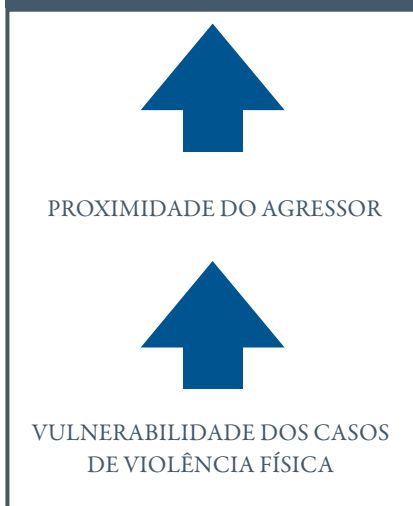 PROXIMIDADE DO AGRESSOR
VULNERABILIDADE DOS CASOS
DE VIOLÊNCIA FÍSICA